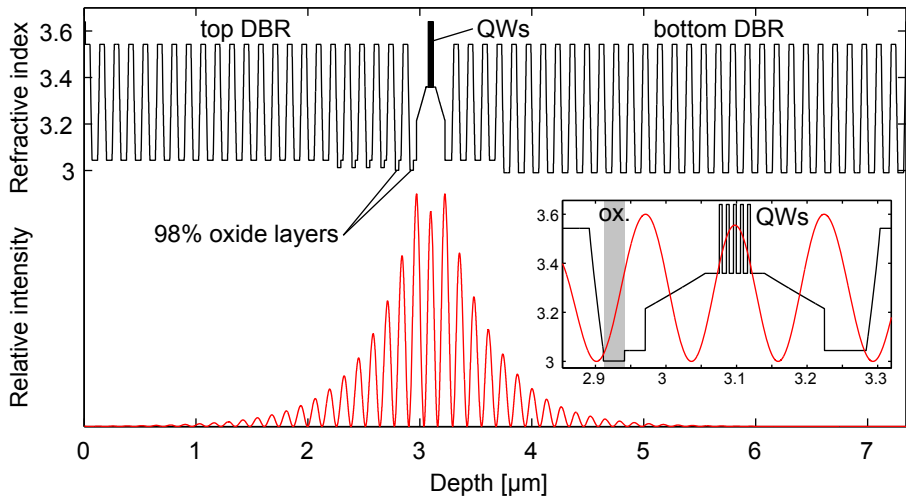 top DBR
QWs
bottom DBR
Refractive index
3.6
3.4
3.2
3
98% oxide layers
Relative intensity
ox.
QWs
3.6
3.4
3.2
3
2.9
3
3.1
3.2
3.3
0
1
2
3
4
5
6
7
Depth [µm]